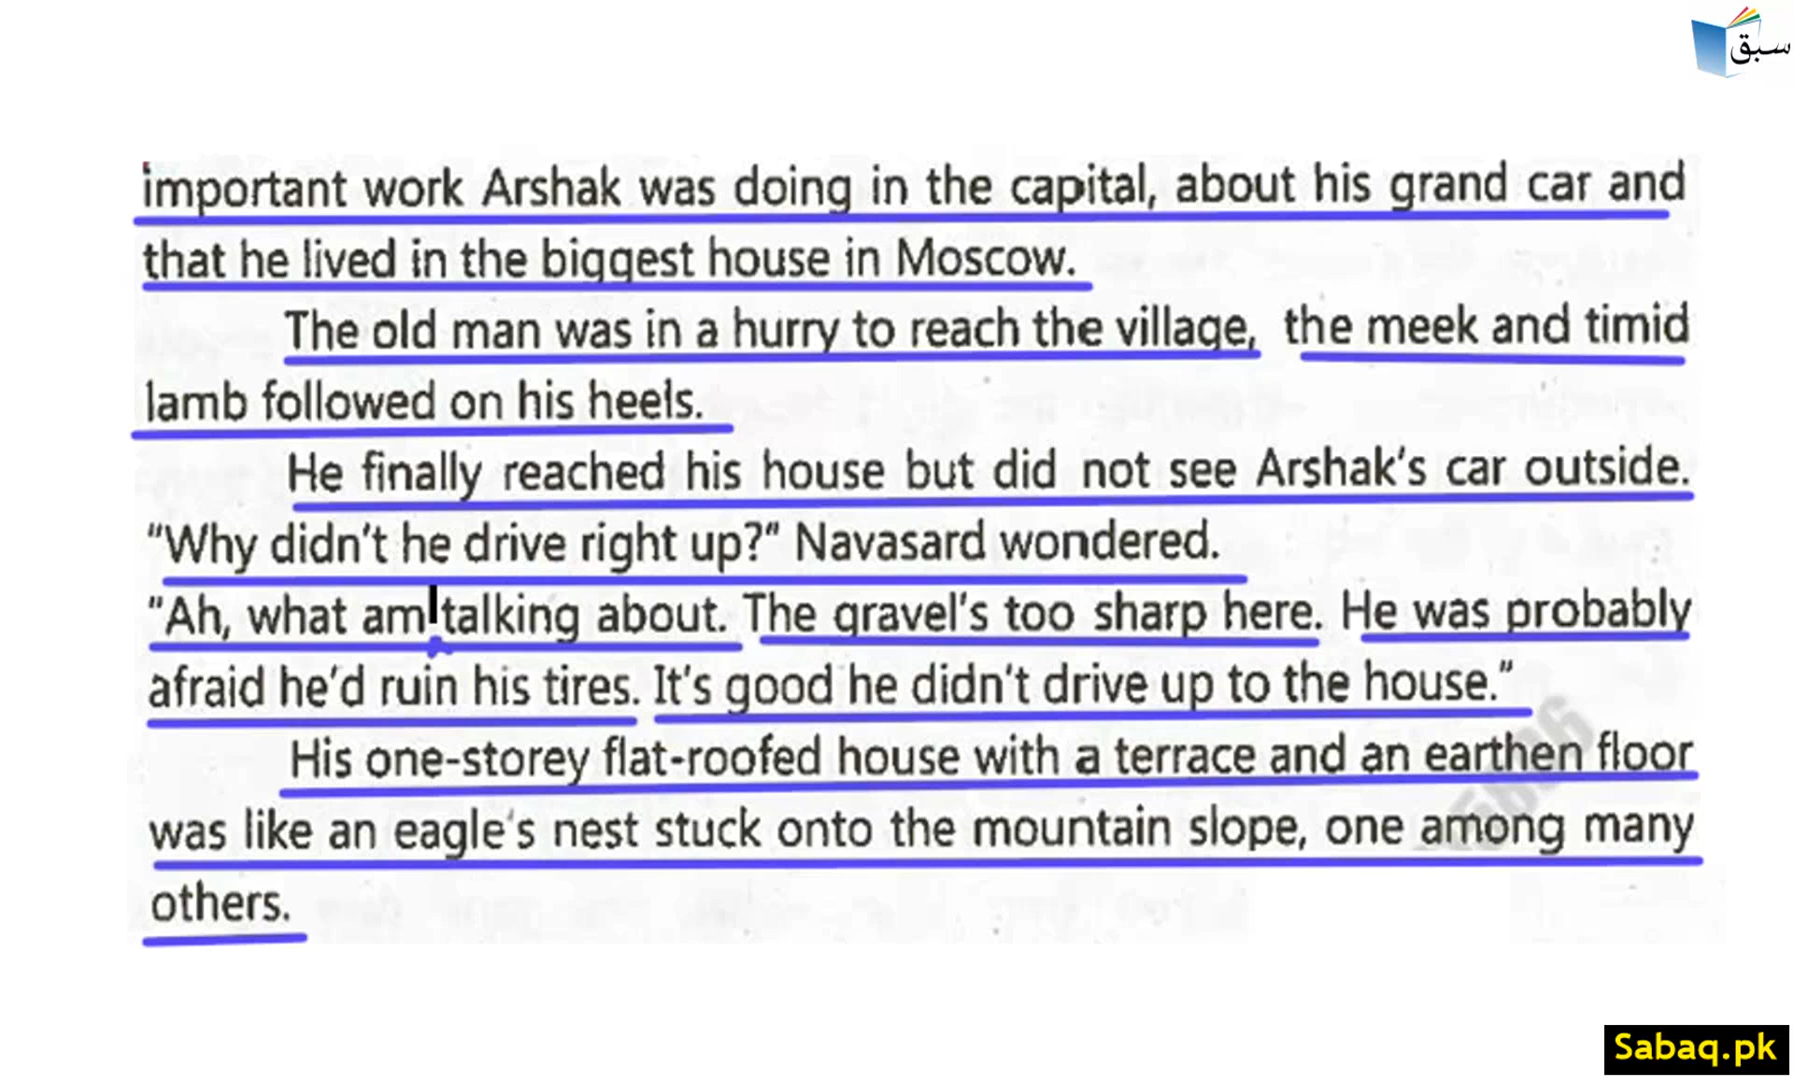 سبق
important work Arshak was doing in the capital, about his grand car and
that he lived in the biggest house in Moscow.
The old man was in a hurry to reach the village, the meek and timid
lamb followed on his heels.
He finally reached his house but did not see Arshak's car outside.
"Why didn't he drive right up?" Navasard wondered.
"Ah, what am I talking about. The gravel's too sharp here. He was probably
afraid he'd ruin his tires. It's good he didn't drive up to the house."
His one-storey flat-roofed house with a terrace and an earthen floor
was like an eagle's nest stuck onto the mountain slope, one among many
others.
Sabaq.pk